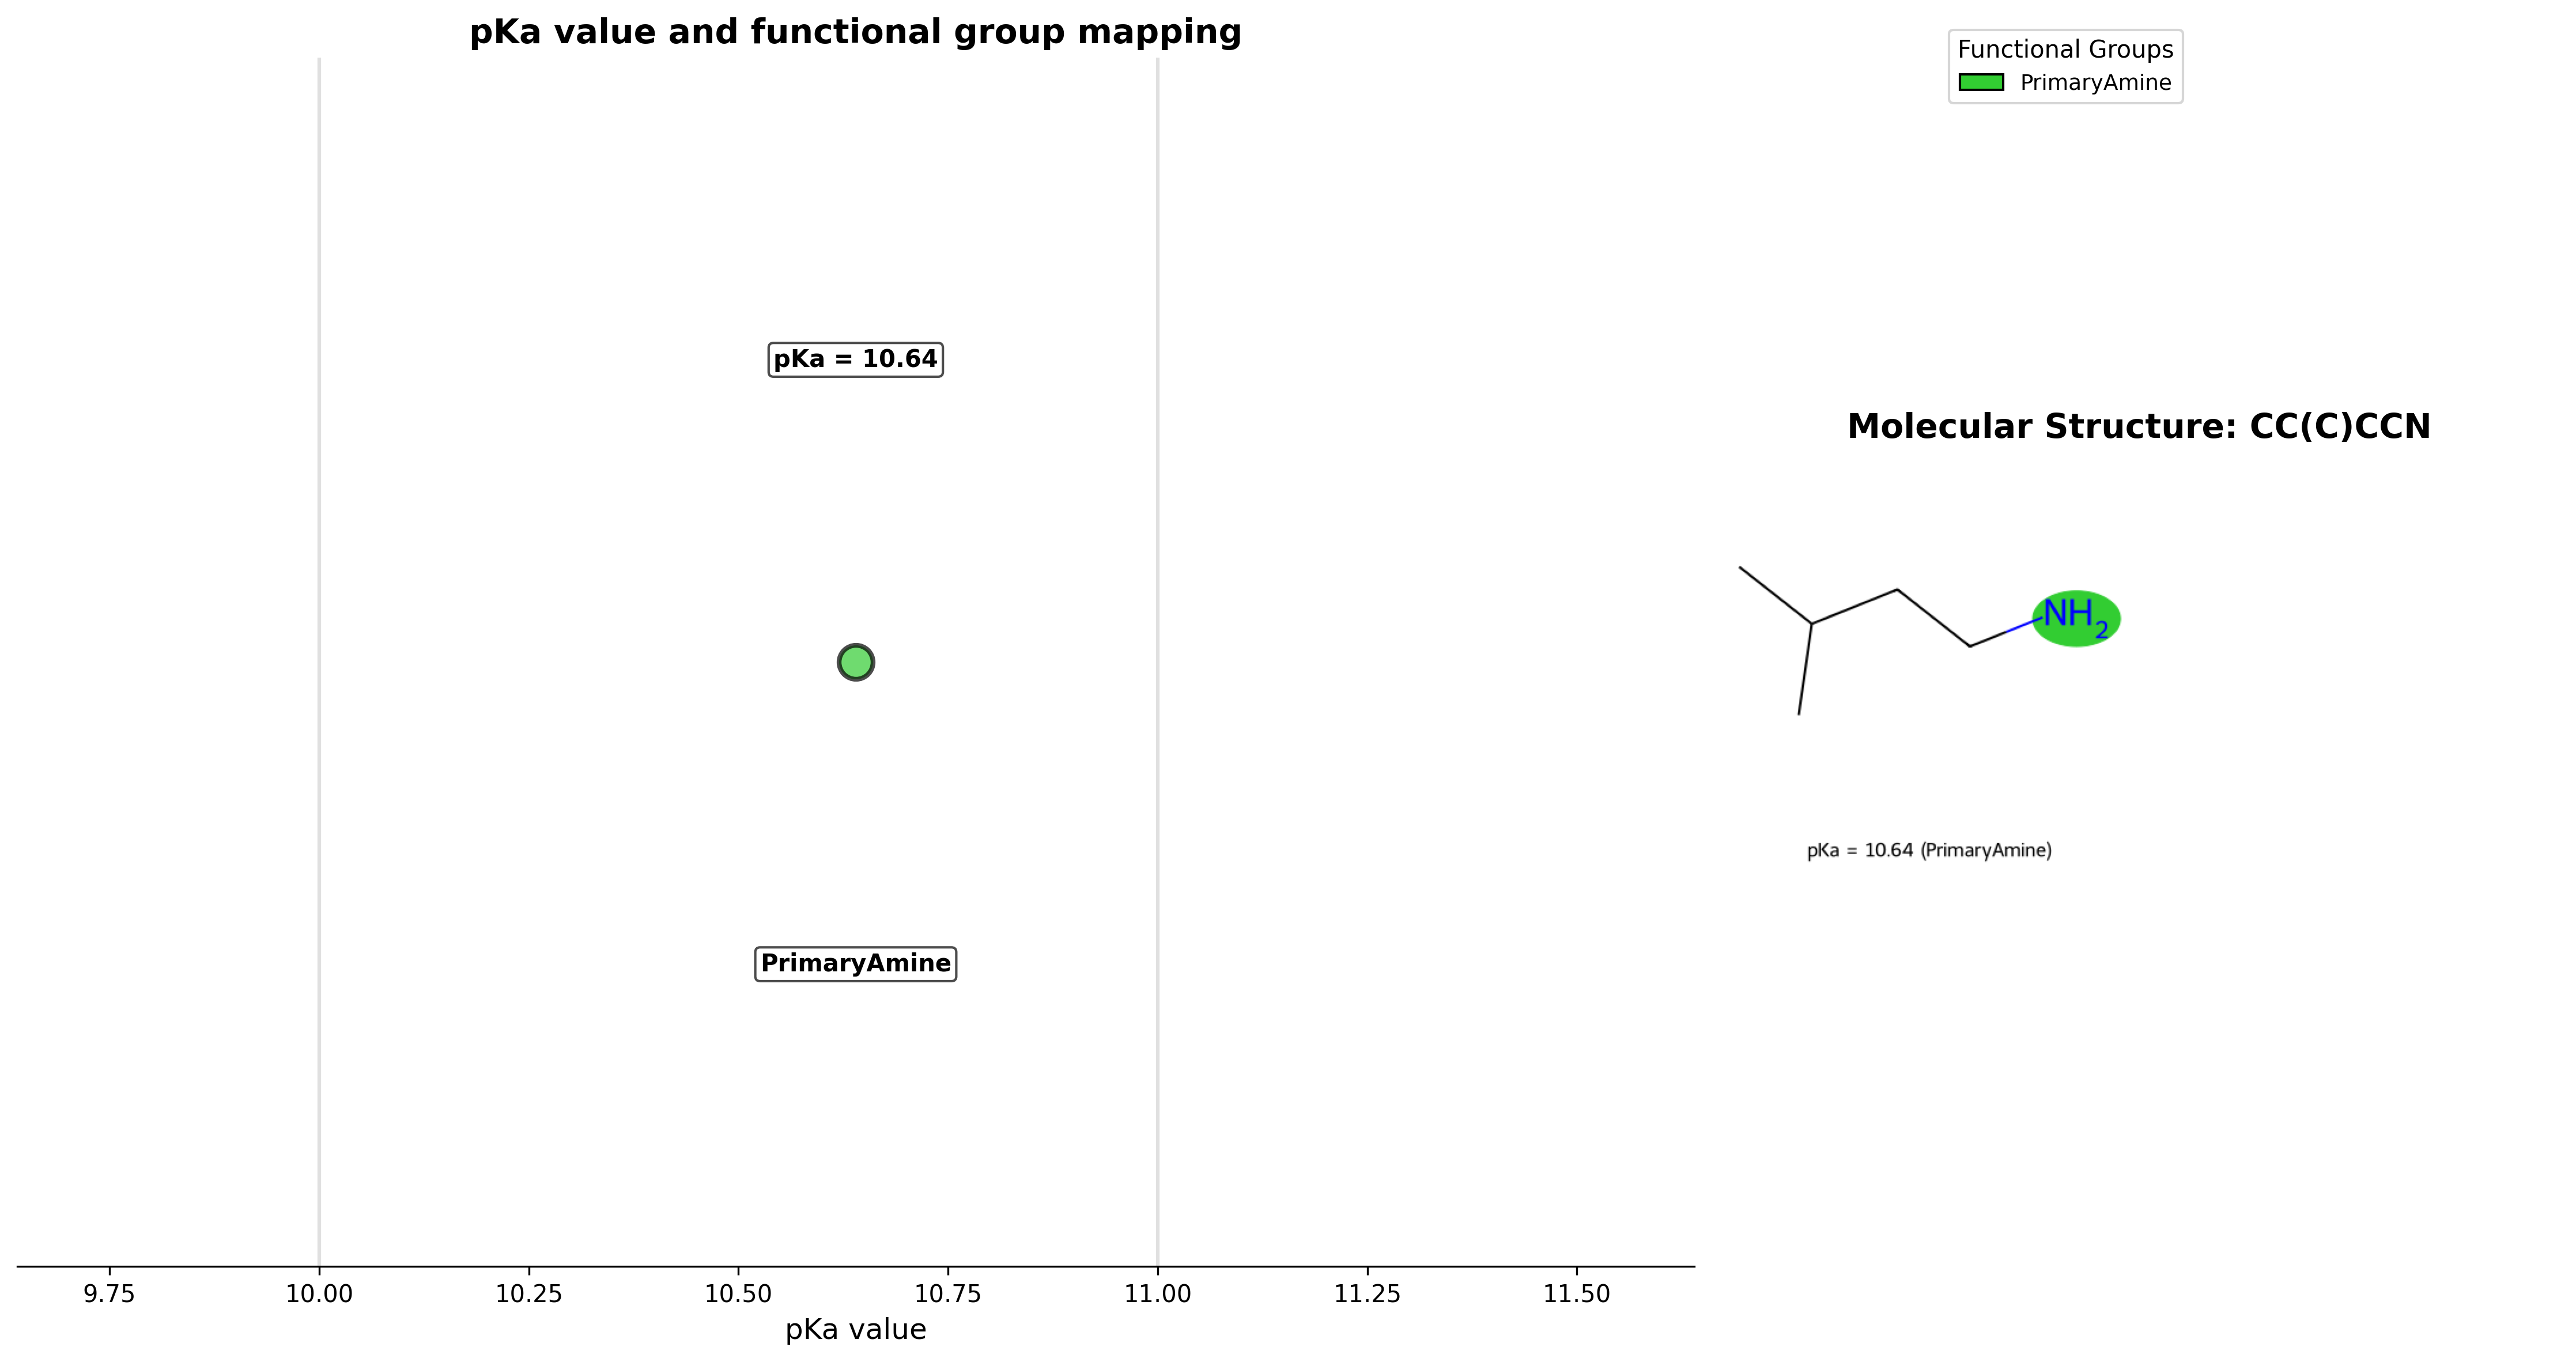 pKa value and functional group mapping
pKa = 10.64
PrimaryAmine
9.75 10.00 10.25 10.50 10.75 11.00 11.25 11.50
pKa value
Functional Groups
PrimaryAmine
Molecular Structure: CC(C)CCN
NH2
pKa = 10.64 (PrimaryAmine)